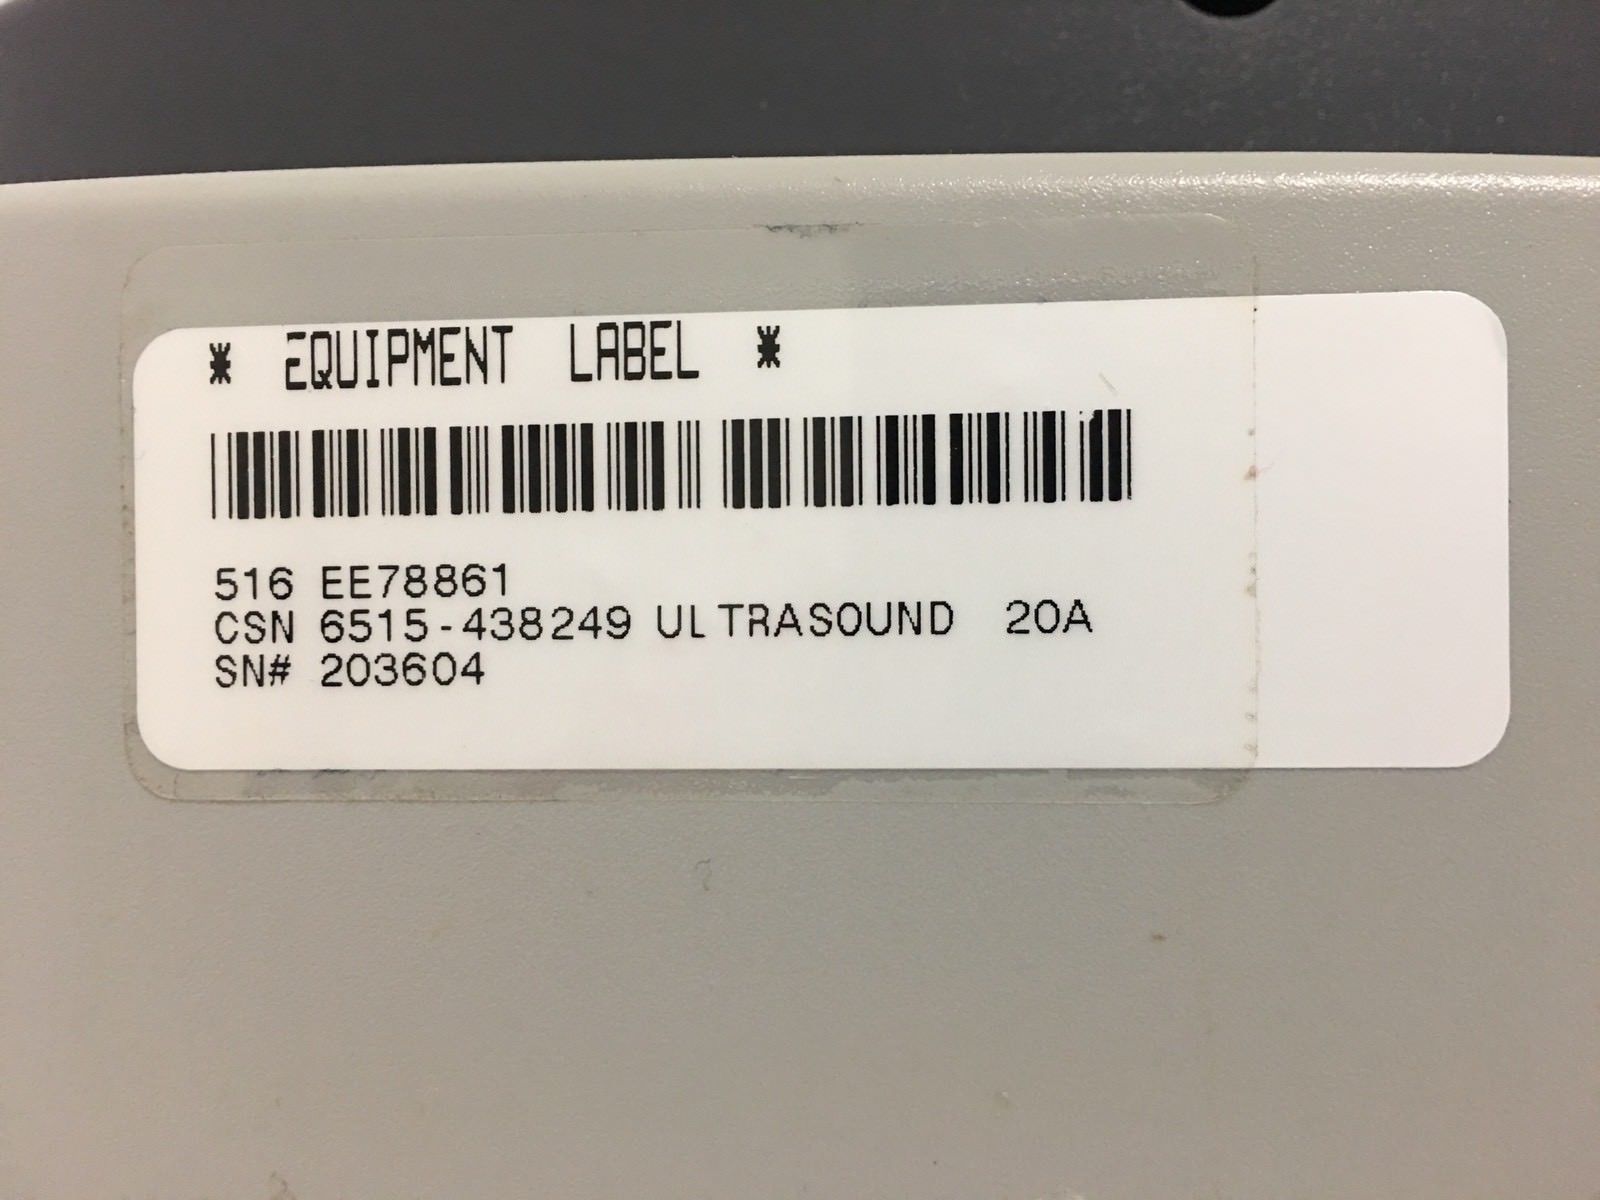 * EQUIPMENT LABEL *
516 EE78861
CSN 6515-438249 ULTRASOUND 20A
SN# 203604